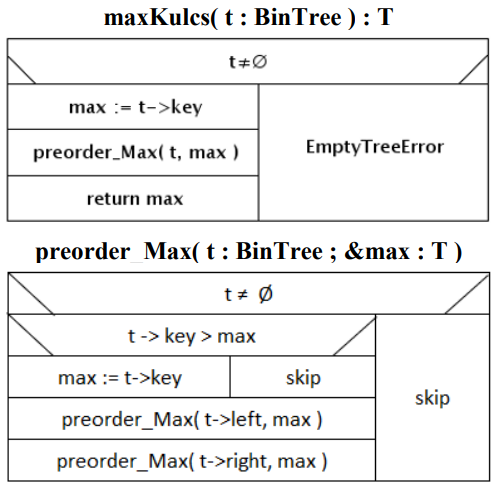 maxKulcs( t : BinTree ) : T
t≠∅
max := t->key
preorder_Max( t, max )
return max
EmptyTreeError
preorder_Max( t : BinTree ; &max : T )
t ≠ ∅
t -> key > max
max := t->key
skip
preorder_Max( t->left, max )
preorder_Max( t->right, max )
skip